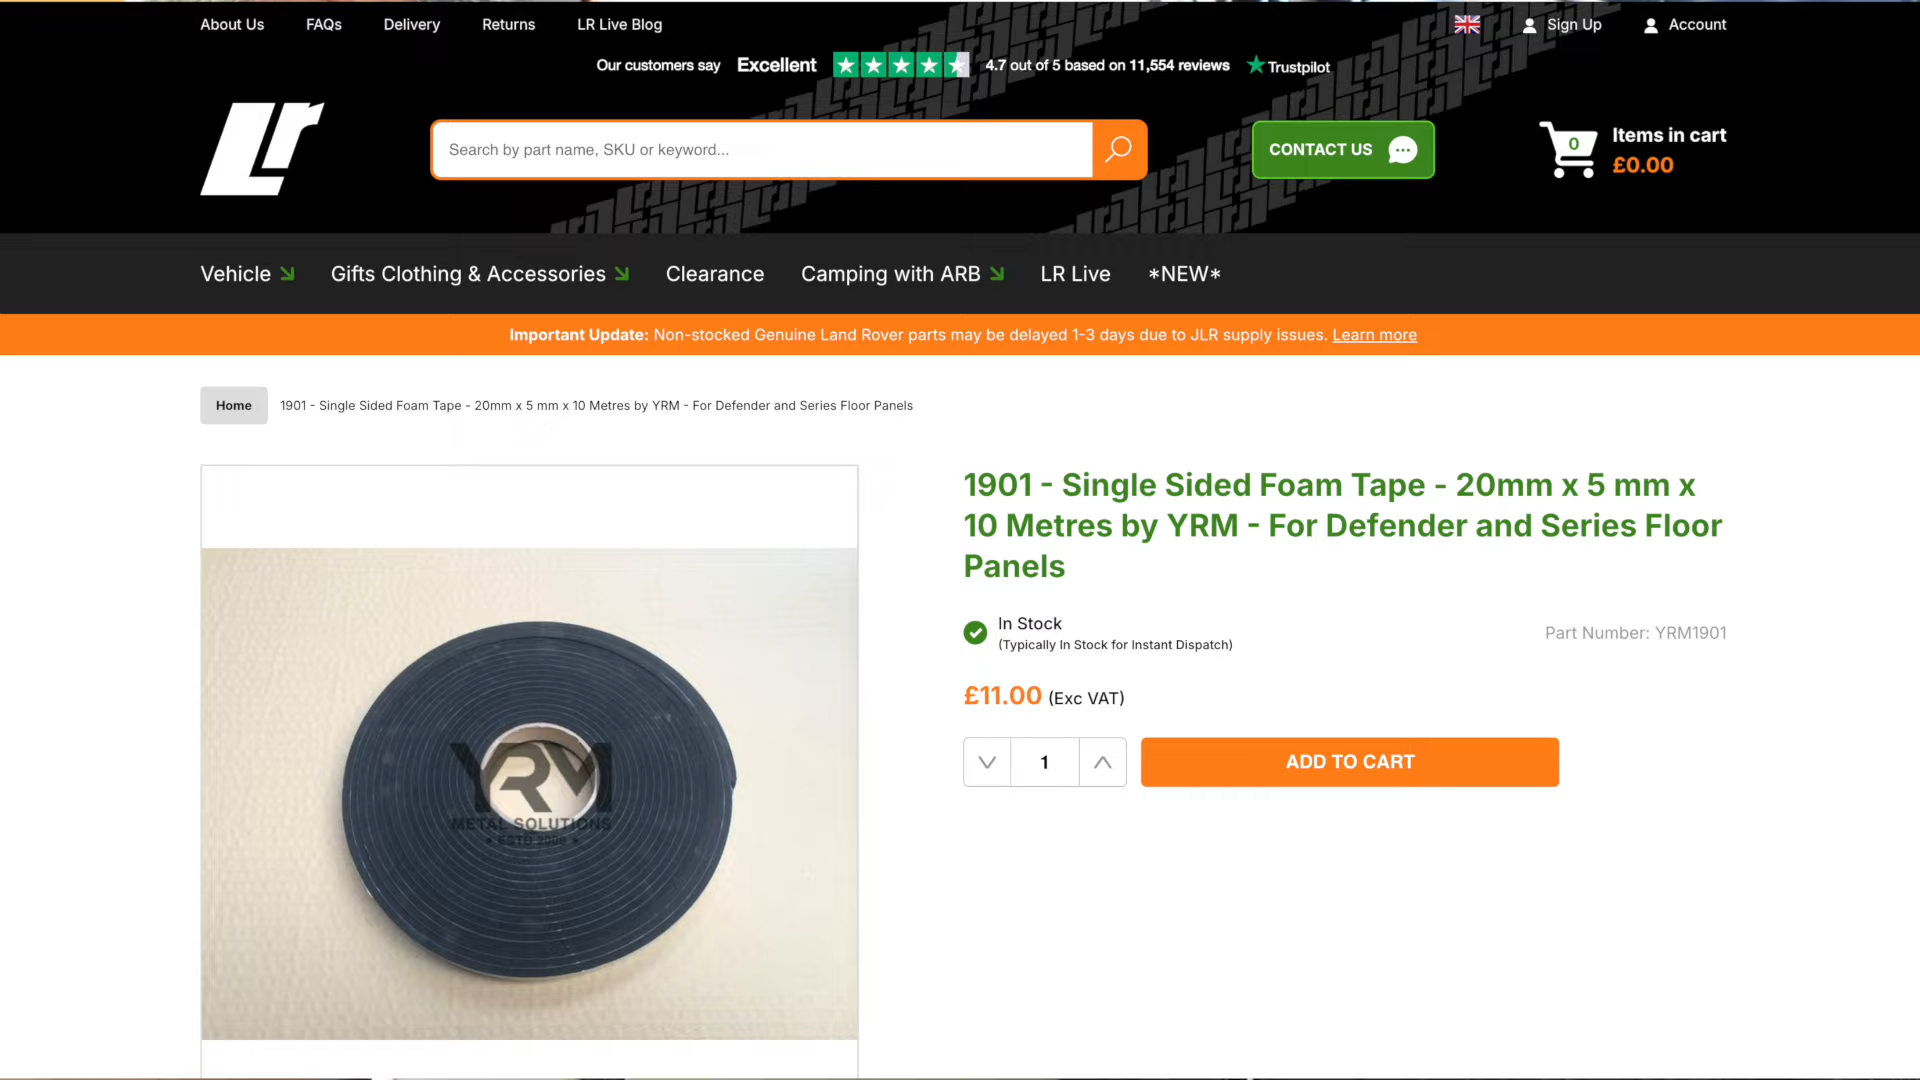 About Us
FAQs
Delivery
Returns
LR Live Blog
Sign Up
Account
Our customers say Excellent 4.7 out of 5 based on 11,554 reviews Trustpilot
Lr
Search by part name, SKU or keyword...
CONTACT US
0
Items in cart
£0.00
Vehicle
Gifts Clothing & Accessories
Clearance
Camping with ARB
LR Live
*NEW*
Important Update: Non-stocked Genuine Land Rover parts may be delayed 1-3 days due to JLR supply issues. Learn more
Home
1901 - Single Sided Foam Tape - 20mm x 5 mm x 10 Metres by YRM - For Defender and Series Floor Panels
1901 - Single Sided Foam Tape - 20mm x 5 mm x
10 Metres by YRM - For Defender and Series Floor
Panels
In Stock
(Typically In Stock for Instant Dispatch)
Part Number: YRM1901
£11.00 (Exc VAT)
1
ADD TO CART
YRM
METAL SOLUTIONS